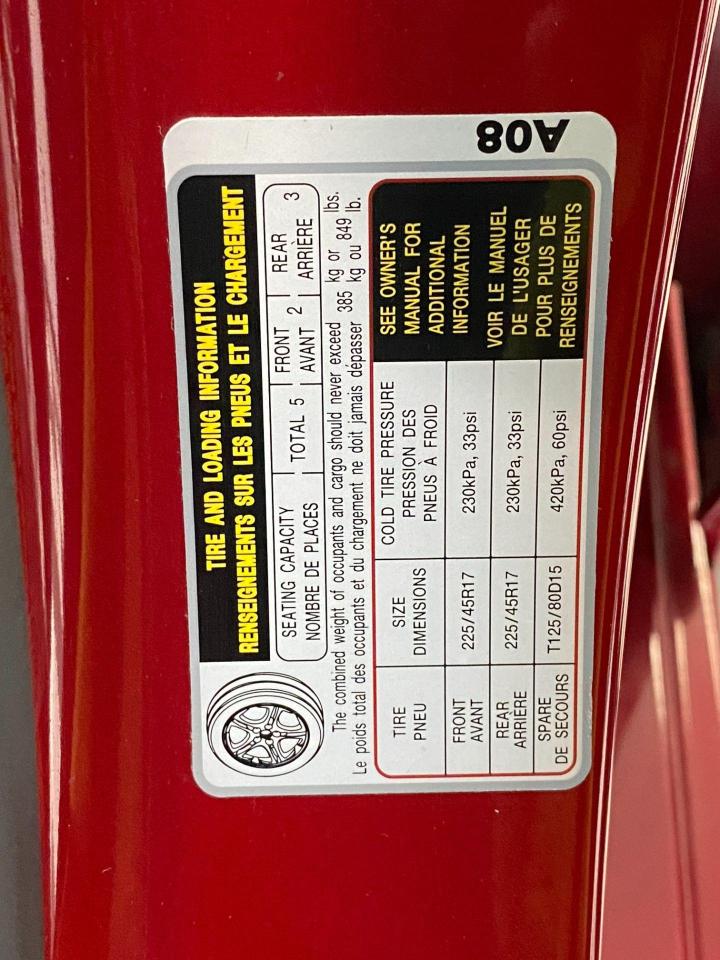 A08
TIRE AND LOADING INFORMATION
RENSEIGNEMENTS SUR LES PNEUS ET LE CHARGEMENT
SEATING CAPACITY
NOMBRE DE PLACES
TOTAL 5
FRONT
AVANT 2
REAR
ARRIÈRE 3
The combined weight of occupants and cargo should never exceed 385 kg or lbs.
Le poids total des occupants et du chargement ne doit jamais dépasser 385 kg ou 849 lb.
TIRE
PNEU
SIZE
DIMENSIONS
COLD TIRE PRESSURE
PRESSION DES
PNEUS À FROID
FRONT
AVANT
225/45R17
230kPa, 33psi
REAR
ARRIÈRE
225/45R17
230kPa, 33psi
SPARE
DE SECOURS
T125/80D15
420kPa, 60psi
SEE OWNER'S
MANUAL FOR
ADDITIONAL
INFORMATION
VOIR LE MANUEL
DE L'USAGER
POUR PLUS DE
RENSEIGNEMENTS